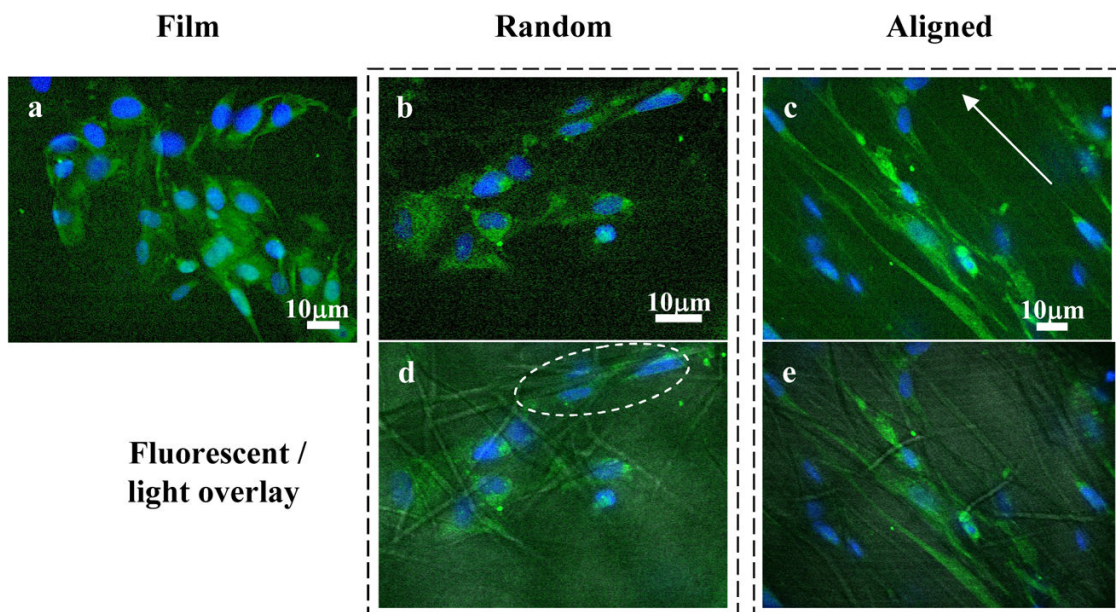 Film
Random
Aligned
a
b
c
10μm
10μm
10μm
d
e
Fluorescent /
light overlay